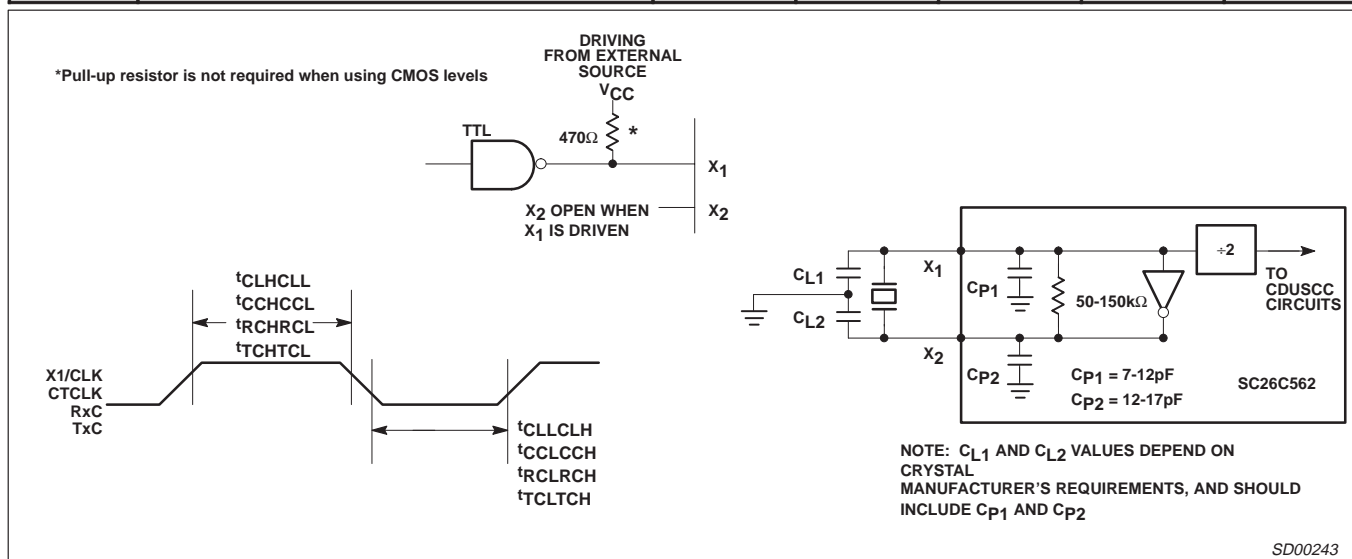 *Pull-up resistor is not required when using CMOS levels
DRIVING
FROM EXTERNAL
SOURCE
VCC
TTL
470Ω
*
X1
X2 OPEN WHEN
X1 IS DRIVEN
X2
tCLHCLL
tCCHCCL
tRCHRCL
tTCHTCL
X1/CLK
CTCLK
RxC
TxC
tCLLCLH
tCCLCCH
tRCLRCH
tTCLTCH
CL1
CL2
X1
X2
CP1
CP2
50-150kΩ
÷2
TO
CDUSCC
CIRCUITS
CP1 = 7-12pF
CP2 = 12-17pF
SC26C562
NOTE: CL1 AND CL2 VALUES DEPEND ON
CRYSTAL
MANUFACTURER'S REQUIREMENTS, AND SHOULD
INCLUDE CP1 AND CP2
SD00243